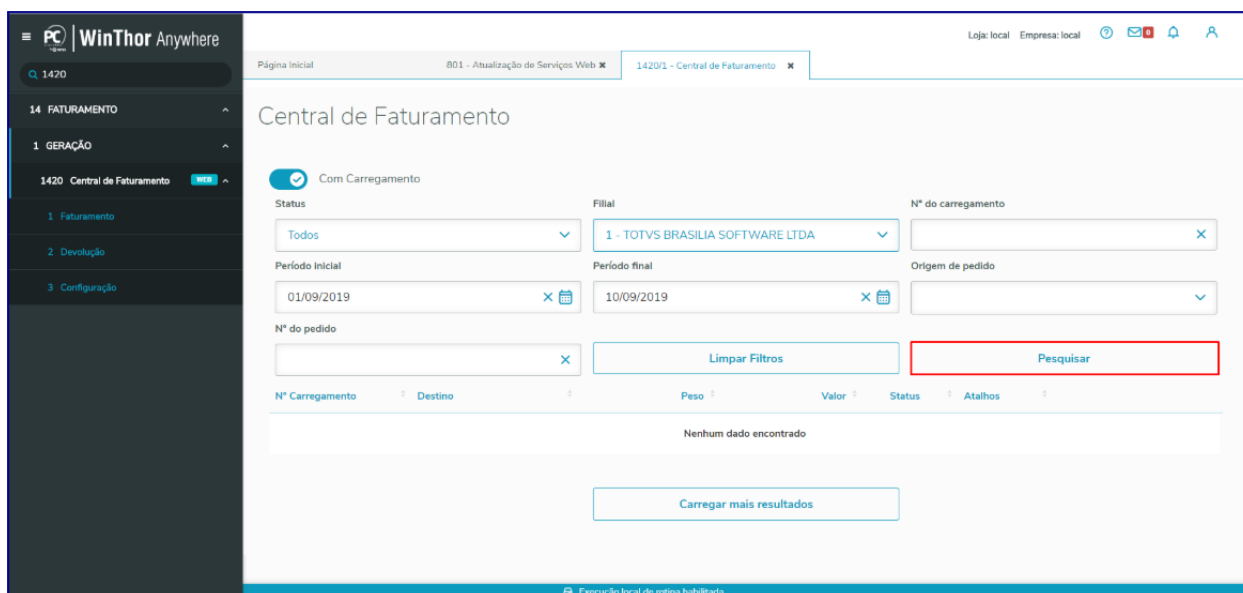 PC | WinThor Anywhere
Loja: local Empresa: local 0
1420
Página Inicial 801 - Atualização de Serviços Web 1420/1 - Central de Faturamento
14 FATURAMENTO
1 GERAÇÃO
1420 Central de Faturamento WEB
1 Faturamento
2 Devolução
3 Configuração
Central de Faturamento
Com Carregamento
Status Filial Nº do carregamento
Todos 1 - TOTVS BRASILIA SOFTWARE LTDA
Período inicial Período final Origem de pedido
01/09/2019 10/09/2019
Nº do pedido
Limpar Filtros Pesquisar
Nº Carregamento Destino Peso Valor Status Atalhos
Nenhum dado encontrado
Carregar mais resultados
Execução local de rotina habilitada